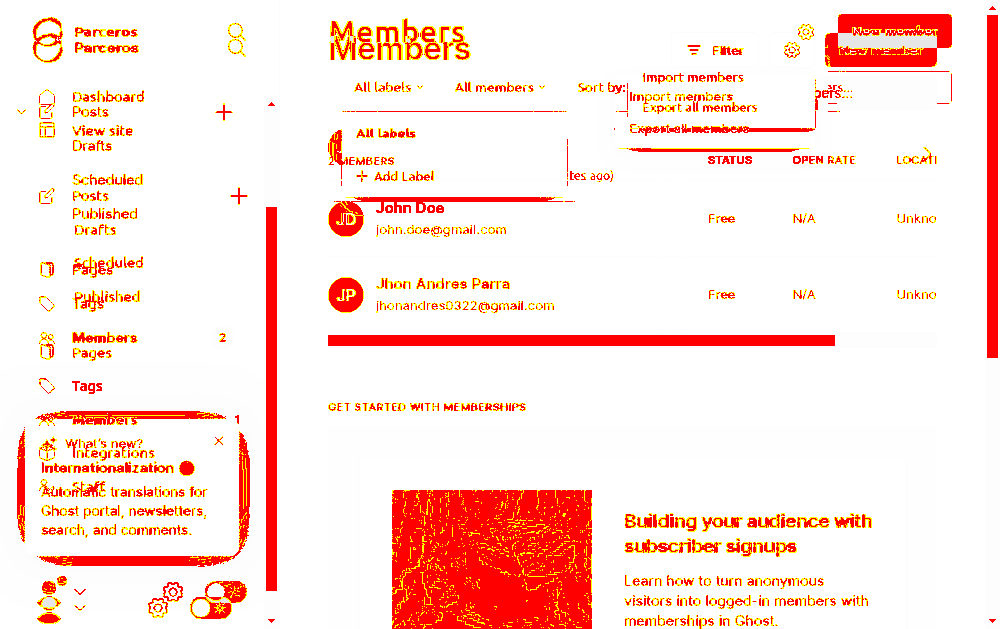 Parceros
Parceros
Dashboard
Posts
View site
Drafts
Scheduled
Posts
Published
Drafts
Scheduled
Pages
Published
Tags
Members 2
Pages
Tags
Members 1
What's new?
Integrations
Internationalization
Staff
Automatic translations for
Ghost portal, newsletters,
search, and comments.
Members
Members
Filter
New member
New member
All labels
All members
Sort by:
Import members
Import members
Export all members
Export all members
All Labels
Add Label
2 MEMBERS
tes ago)
STATUS OPEN RATE LOCATI
John Doe
john.doe@gmail.com
Free N/A Unkno
Jhon Andres Parra
jhonandres0322@gmail.com
Free N/A Unkno
GET STARTED WITH MEMBERSHIPS
Building your audience with
subscriber signups
Learn how to turn anonymous
visitors into logged-in members with
memberships in Ghost.